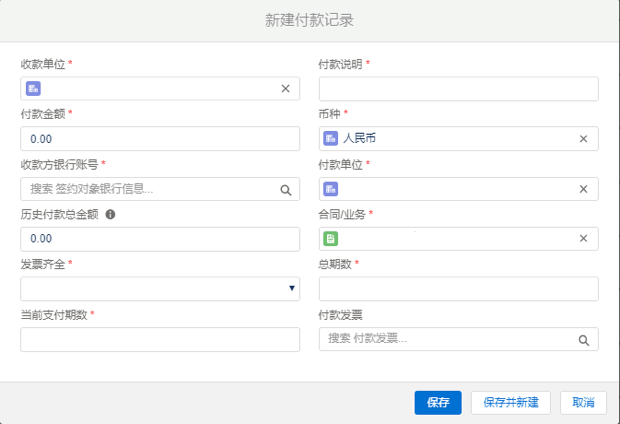 新建付款记录
收款单位 *
付款说明 *
付款金额 *
币种 *
0.00
人民币
收款方银行账号 *
付款单位 *
搜索 签约对象银行信息...
历史付款总金额
合同/业务 *
0.00
发票齐全 *
总期数 *
当前支付期数 *
付款发票
搜索 付款发票...
保存
保存并新建
取消